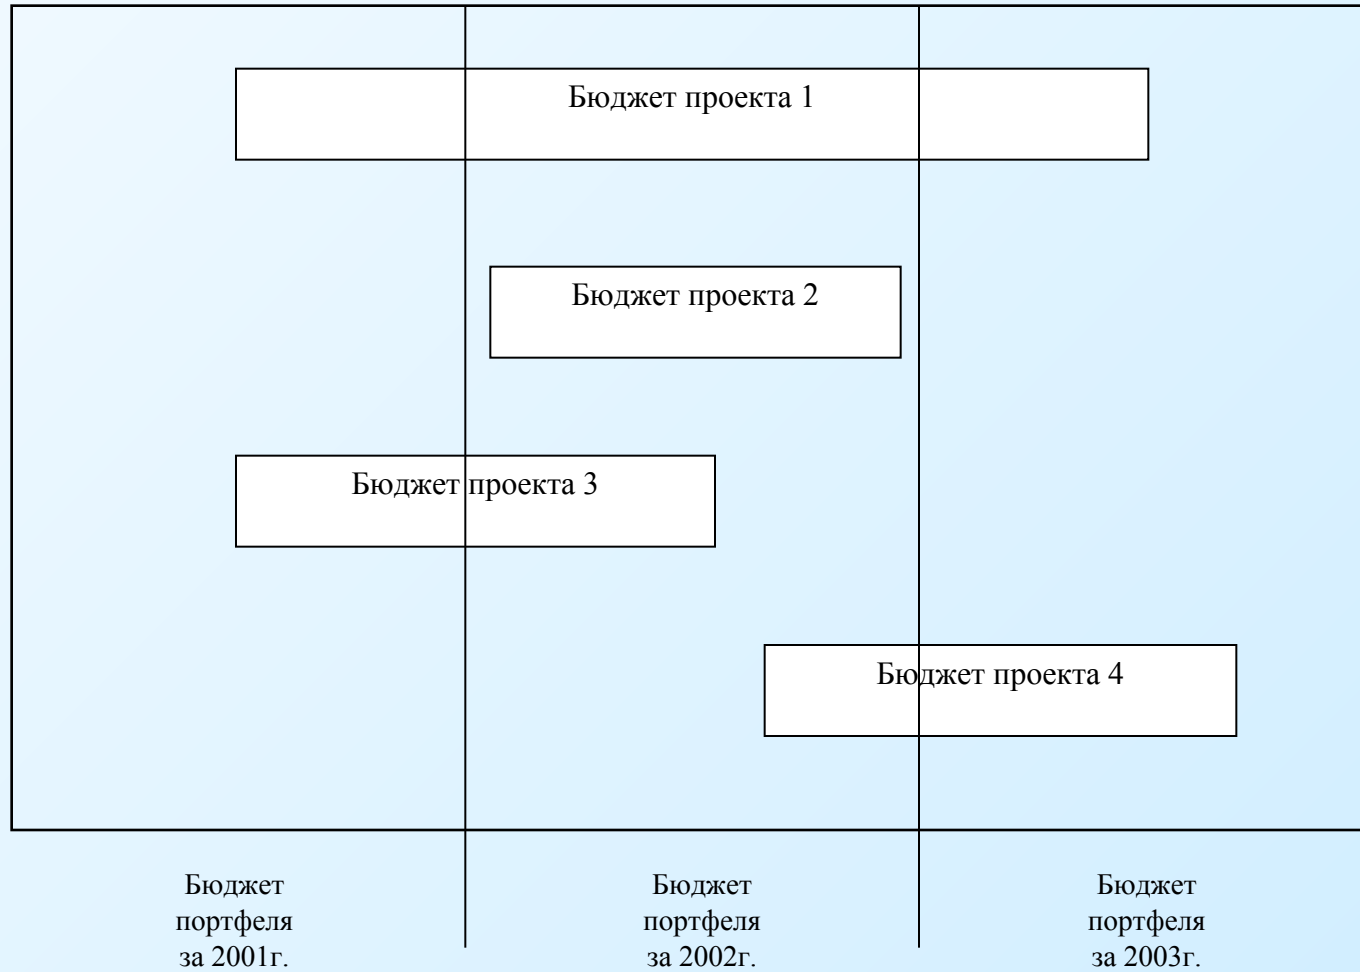 Бюджет проекта 1
Бюджет проекта 2
Бюджет проекта 3
Бюджет проекта 4
Бюджет
портфеля
за 2001г.
Бюджет
портфеля
за 2002г.
Бюджет
портфеля
за 2003г.